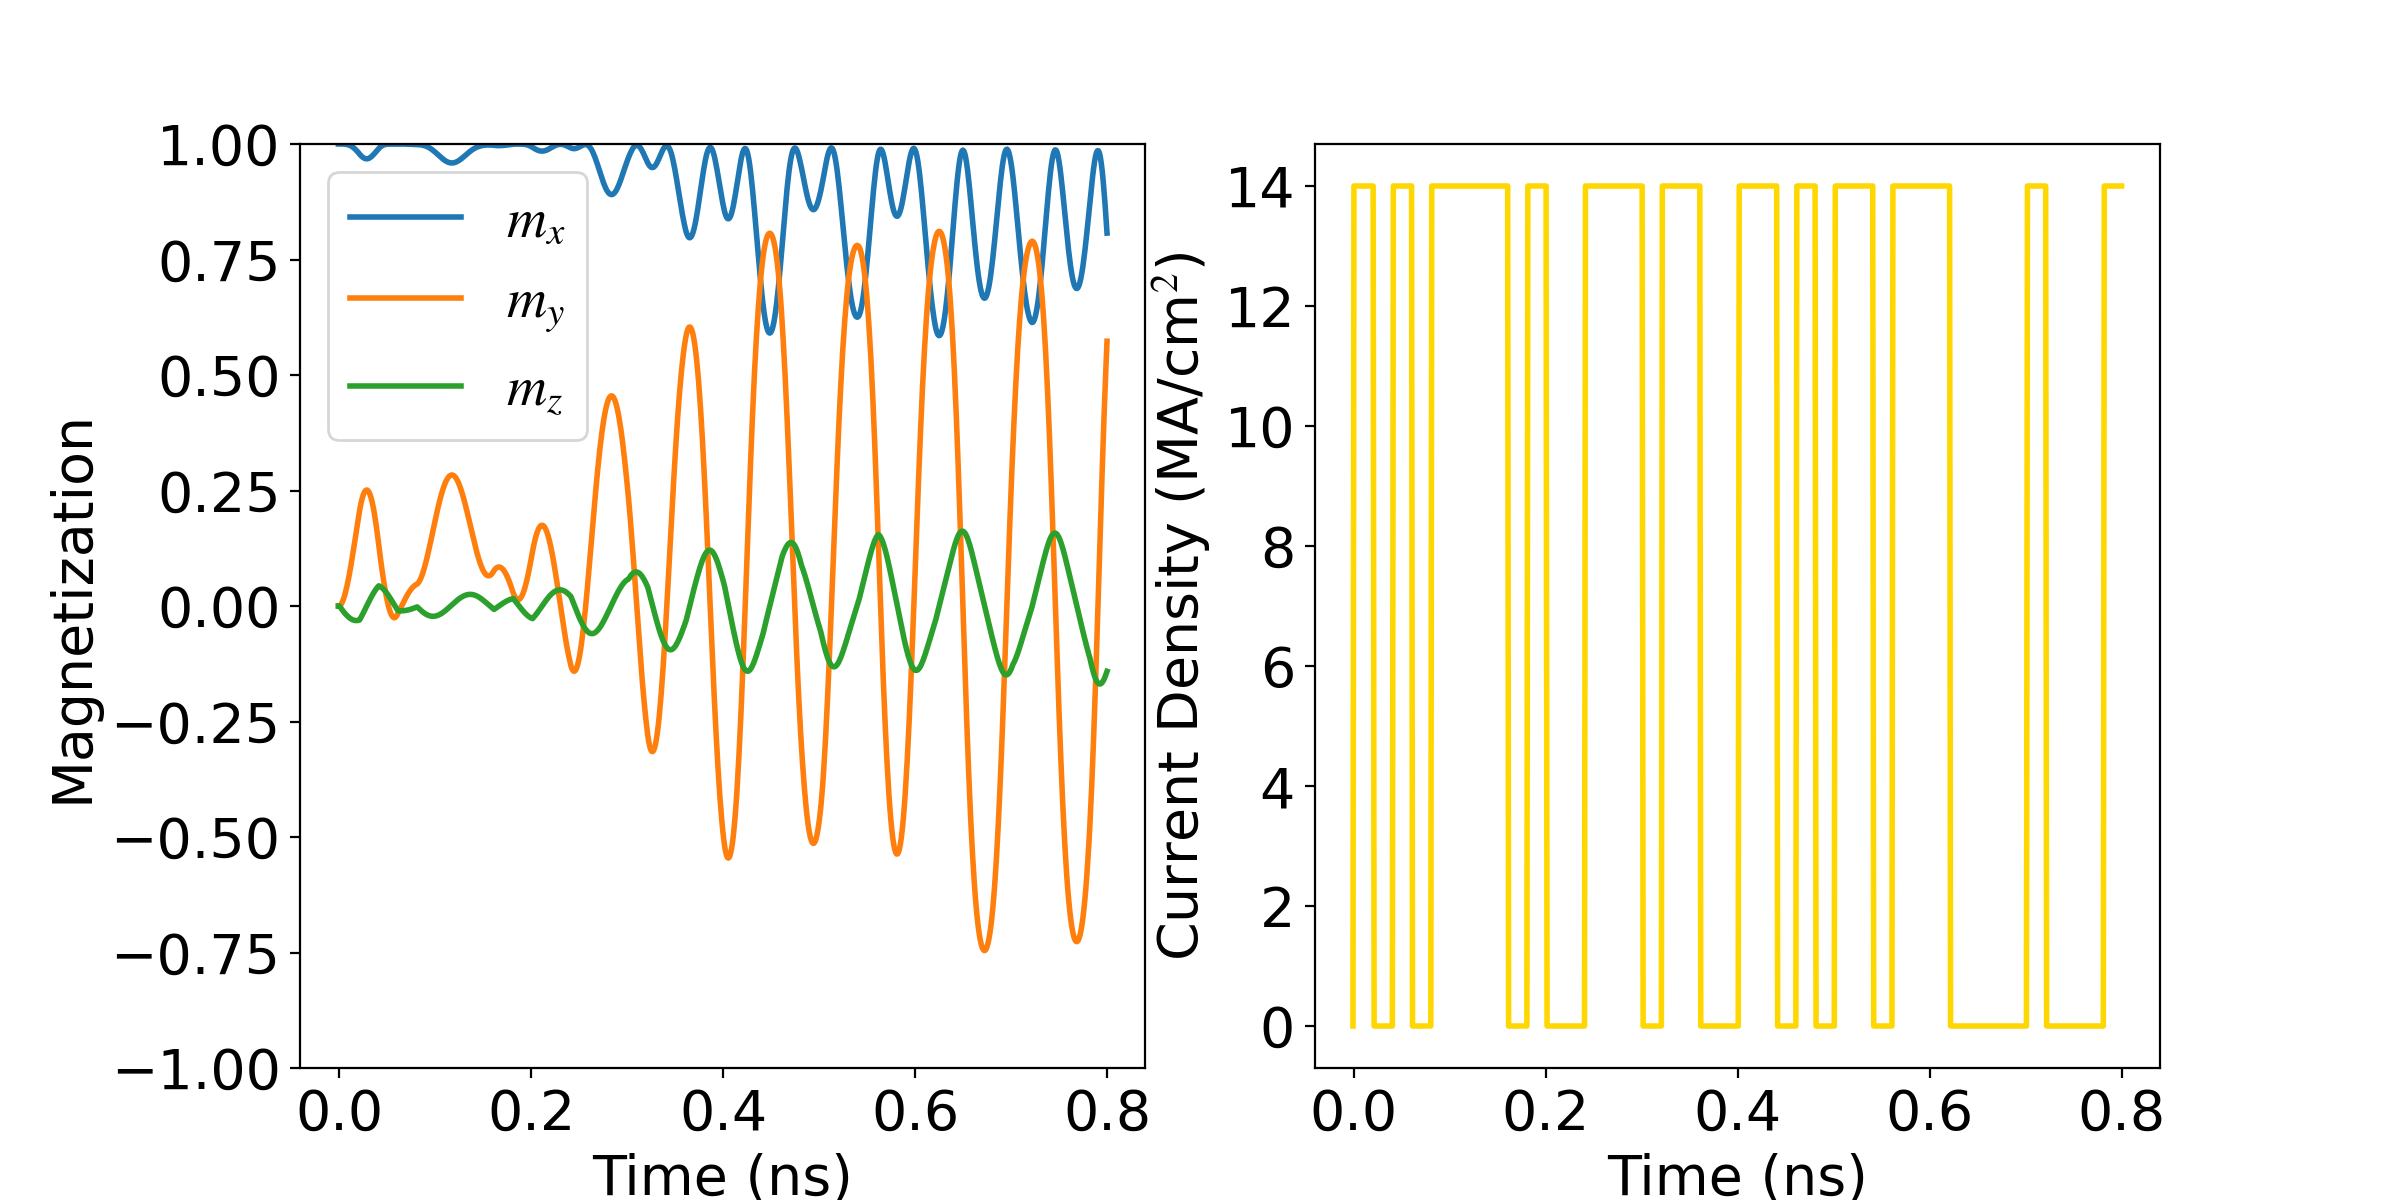 1.00
0.75
0.50
0.25
0.00
−0.25
−0.50
−0.75
−1.00
Magnetization
m_x
m_y
m_z
0.0 0.2 0.4 0.6 0.8
Time (ns)
14
12
10
8
6
4
2
0
Current Density (MA/cm²)
0.0 0.2 0.4 0.6 0.8
Time (ns)